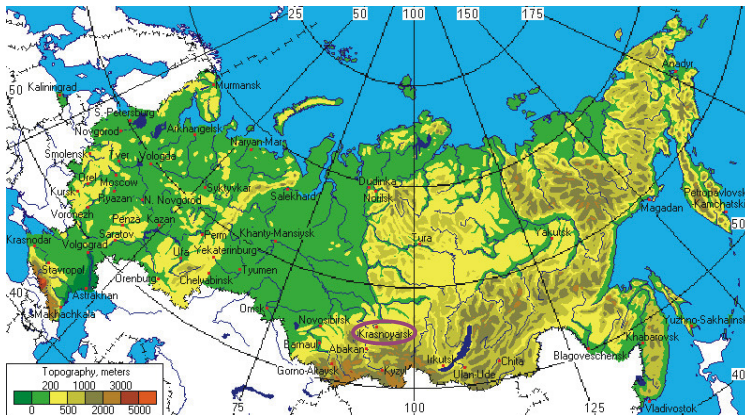 25
50
100
150
175
Anadyr
Murmansk
Kaliningrad
50
S.-Petersburg
Arkhangelsk
Novgorod
Naryan-Mar
Smolensk
Tver
Vologda
Dudinka
Petropavlovsk
-Kamchatski
Orel
Moscow
Syktyvkar
Salekhard
Norilsk
Magadan
Kursk
Ryazan
N. Novgorod
Voronezh
Penza
Kazan
Perm
Khanty-Mansiysk
Tura
Yakutsk
50
Krasnodar
Volgograd
Saratov
Ufa
Yekaterinburg
Stavropol
Orenburg
Chelyabinsk
Tyumen
40
Astrakhan
Omsk
Novosibirsk
Krasnoyarsk
Yuzhno-Sakhalinsk
Makhachkala
Barnaul
Abakan
Irkutsk
Chita
Blagoveshensk
Khabarovsk
Gorno-Altaysk
Kyzyl
Ulan-Ude
40
Topography, meters
200 1000 3000
0 500 2000 5000
75
100
125
Vladivostok